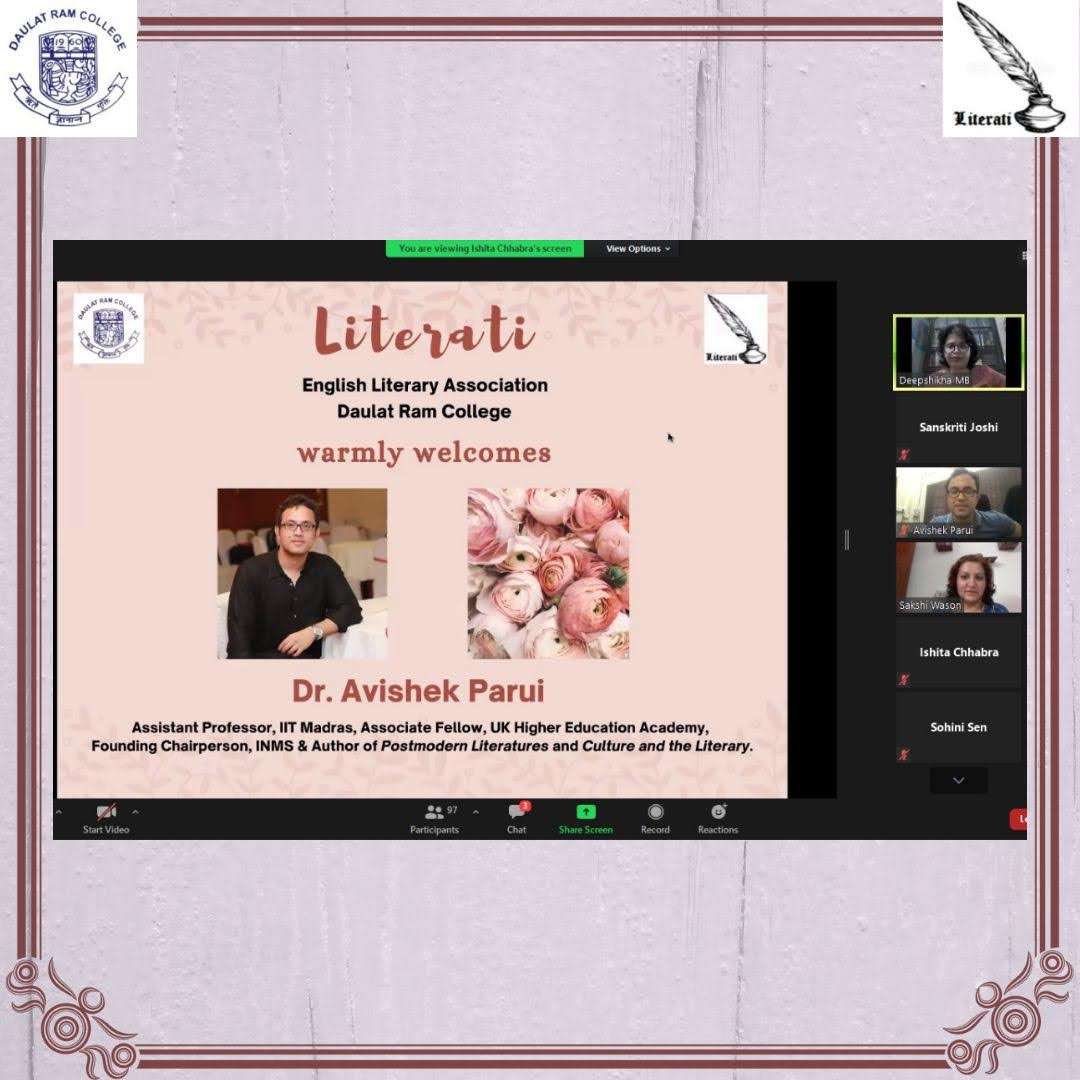 DAULAT RAM COLLEGE
1960
ऋते ज्ञानान्न मुक्ति
Literati
You are viewing Ishita Chhabra's screen
View Options
DAULAT RAM COLLEGE
Literati
Literati
English Literary Association
Daulat Ram College
warmly welcomes
Dr. Avishek Parui
Assistant Professor, IIT Madras, Associate Fellow, UK Higher Education Academy,
Founding Chairperson, INMS & Author of Postmodern Literatures and Culture and the Literary.
Deepshikha MB
Sanskriti Joshi
Avishek Parui
Sakshi Wason
Ishita Chhabra
Sohini Sen
Start Video
97
Participants
3
Chat
Share Screen
Record
Reactions